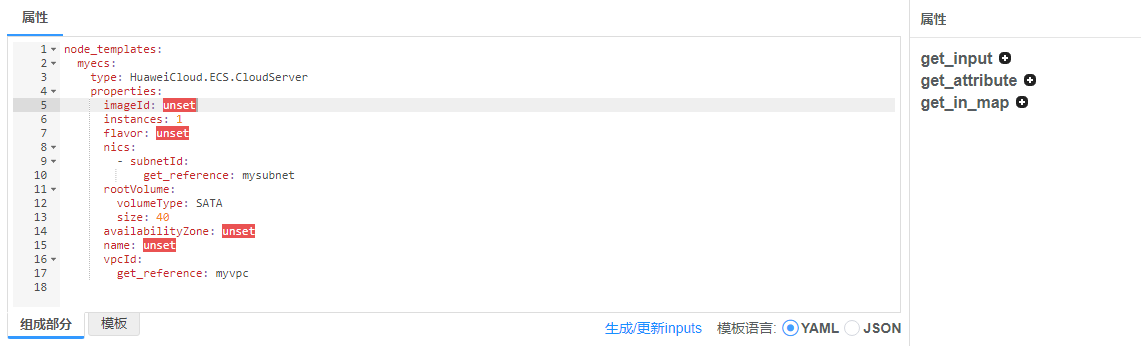 属性
1 node_templates:
2 myecs:
3 type: HuaweiCloud.ECS.CloudServer
4 properties:
5 imageId: unset
6 instances: 1
7 flavor: unset
8 nics:
9 - subnetId:
10 get_reference: mysubnet
11 rootVolume:
12 volumeType: SATA
13 size: 40
14 availabilityZone: unset
15 name: unset
16 vpcId:
17 get_reference: myvpc
18
组成部分 模板 生成/更新inputs 模板语言: YAML JSON
属性
get_input
get_attribute
get_in_map